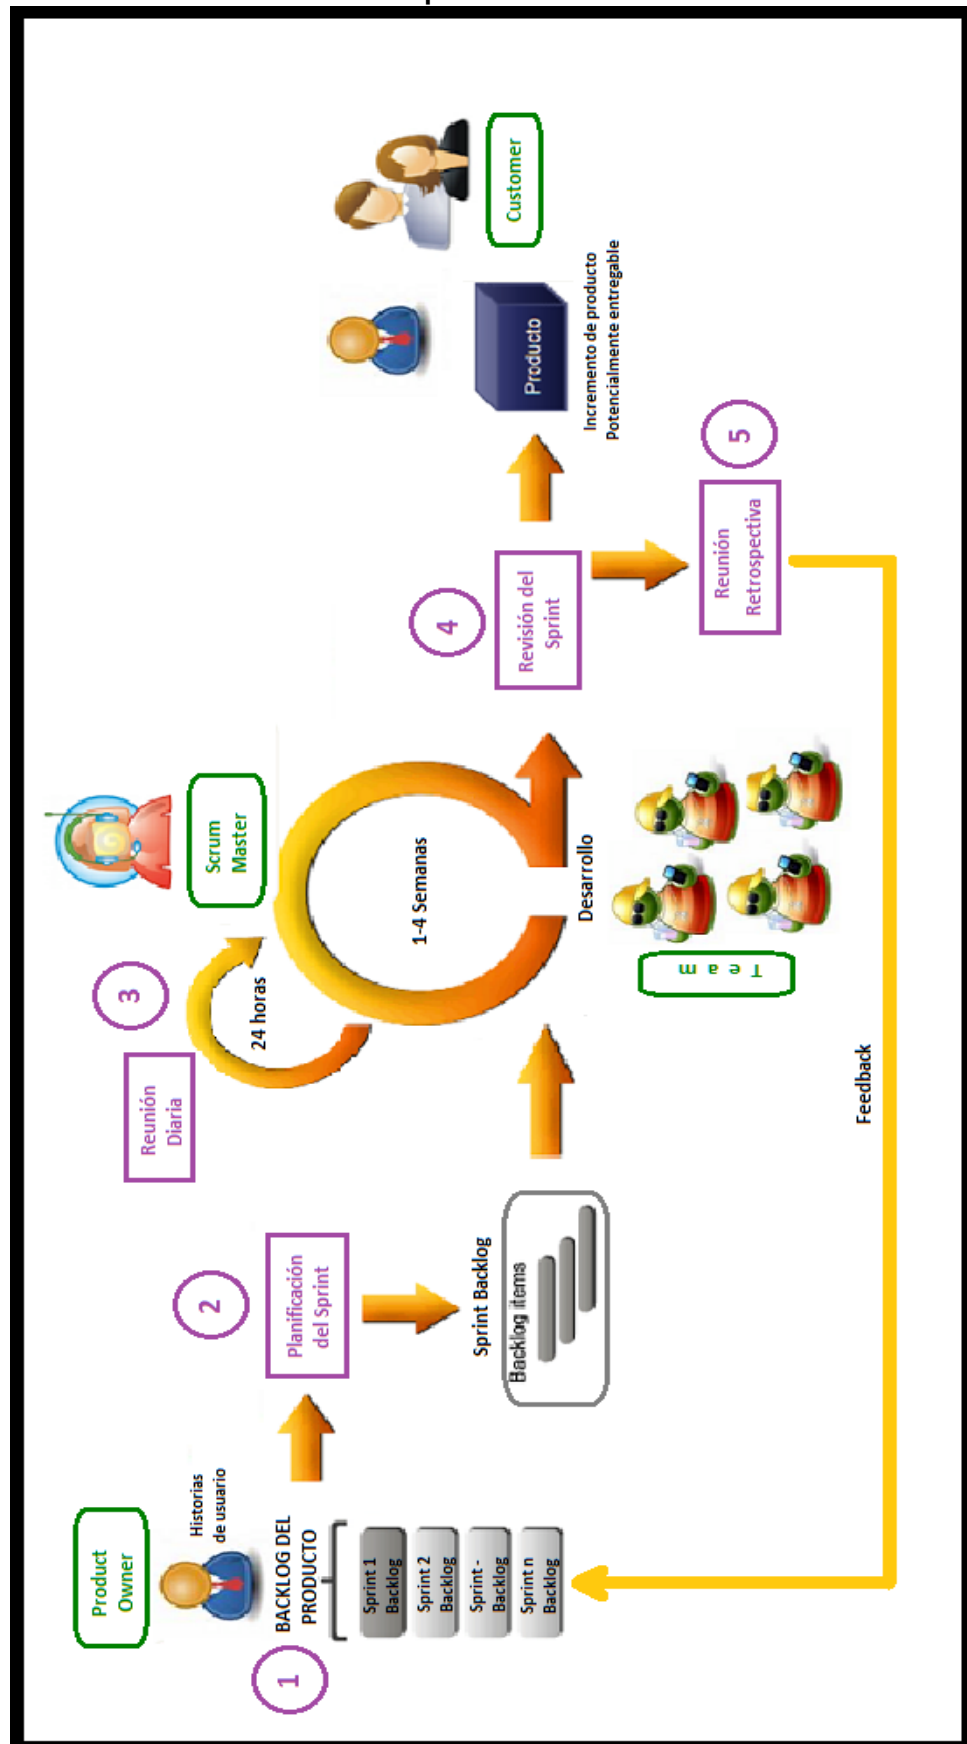 Product
Owner
Historias
de usuario
1
BACKLOG DEL
PRODUCTO
Sprint 1
Backlog
Sprint 2
Backlog
Sprint -
Backlog
Sprint n
Backlog
2
Planificación
del Sprint
Sprint Backlog
Backlog items
3
Reunión
Diaria
24 horas
Scrum
Master
1-4 Semanas
Desarrollo
Team
4
Revisión del
Sprint
Producto
Incremento de producto
Potencialmente entregable
Customer
5
Reunión
Retrospectiva
Feedback